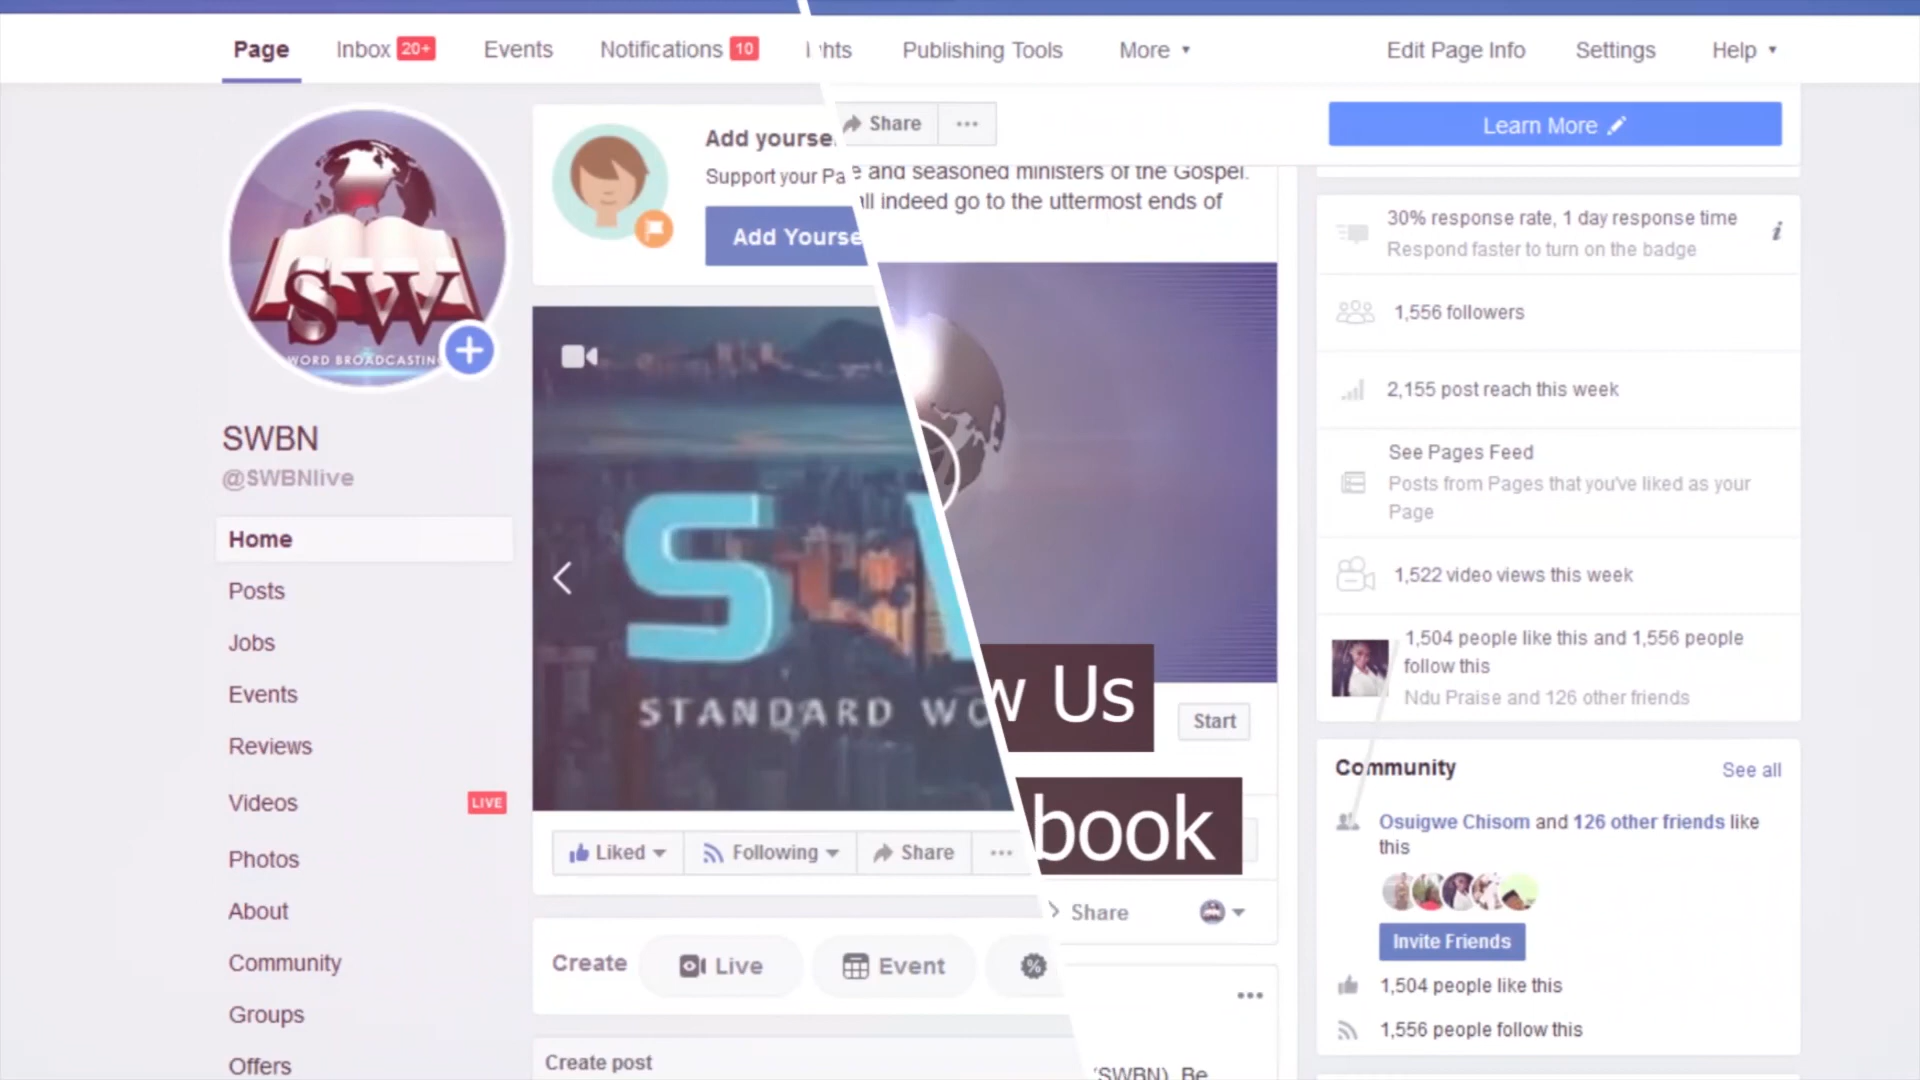 Page
Inbox 20+
Events
Notifications 10
hts
Publishing Tools
More
Edit Page Info
Settings
Help
SW
WORD BROADCASTING
SWBN
@SWBNlive
Home
Posts
Jobs
Events
Reviews
Videos LIVE
Photos
About
Community
Groups
Offers
Add yourse
Support your Pa
Add Yourse
S
STANDARD WO
Liked
Following
Share
Create
Live
Event
Create post
Share
Learn More
and seasoned ministers of the Gospel.
ll indeed go to the uttermost ends of
w Us
Start
book
Share
(SWBN). Be
30% response rate, 1 day response time
Respond faster to turn on the badge
1,556 followers
2,155 post reach this week
See Pages Feed
Posts from Pages that you've liked as your
Page
1,522 video views this week
1,504 people like this and 1,556 people
follow this
Ndu Praise and 126 other friends
Community
See all
Osuigwe Chisom and 126 other friends like
this
Invite Friends
1,504 people like this
1,556 people follow this